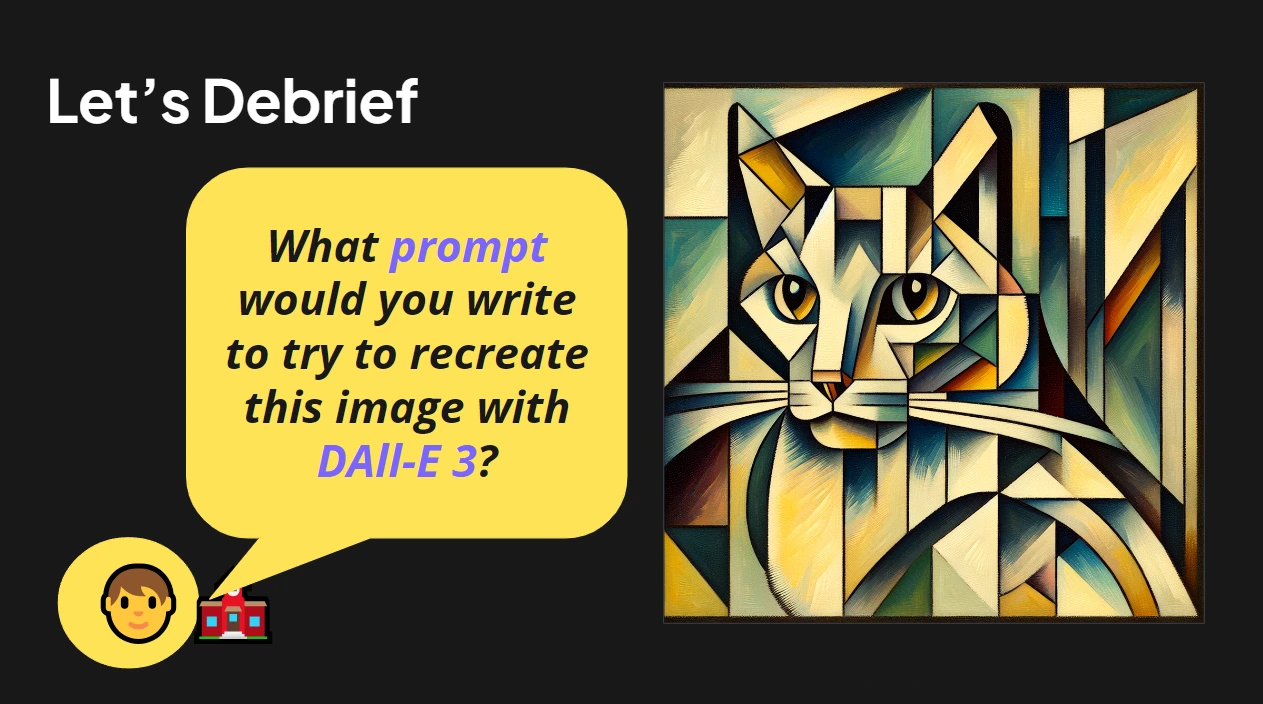 Let’s Debrief
What prompt
would you write
to try to recreate
this image with
DAll-E 3?